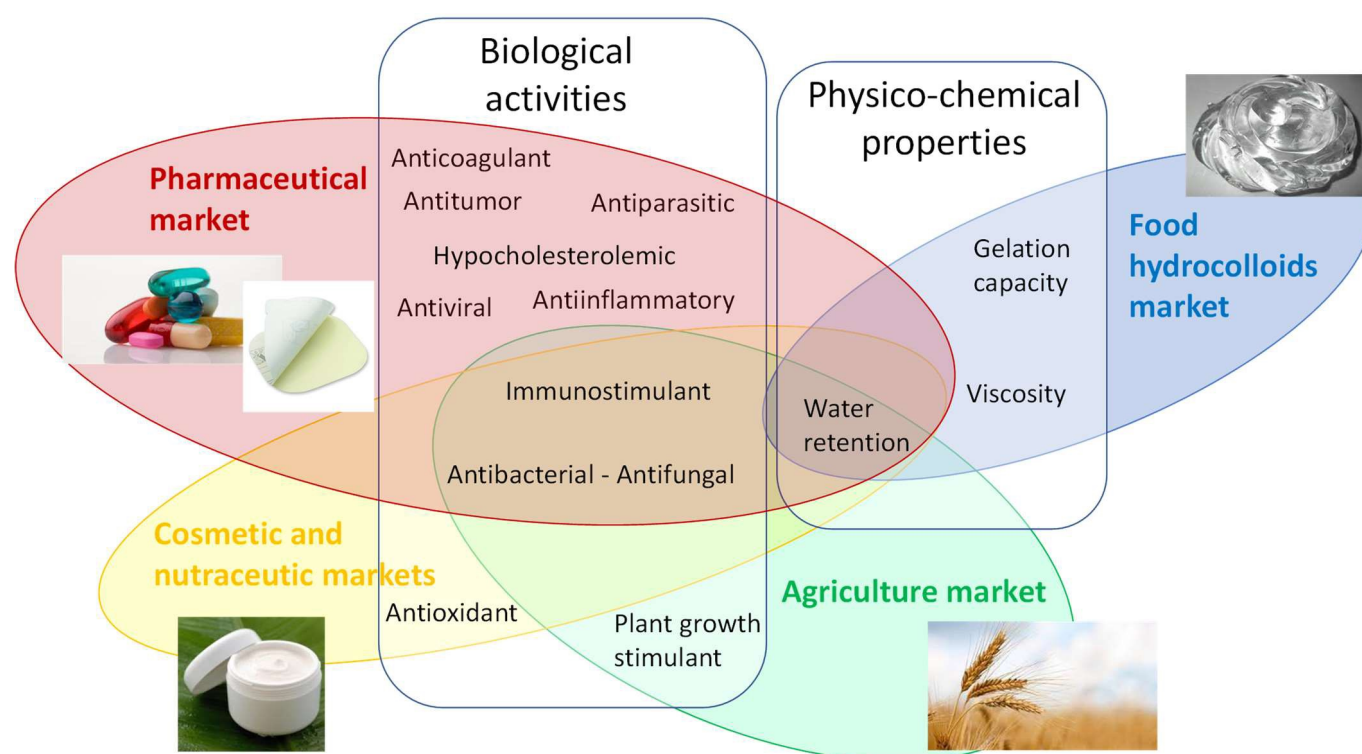 Biological
activities
Physico-chemical
properties
Pharmaceutical
market
Anticoagulant
Antitumor
Antiparasitic
Hypocholesterolemic
Antiviral
Antiinflammatory
Food
hydrocolloids
market
Gelation
capacity
Viscosity
Immunostimulant
Water
retention
Antibacterial - Antifungal
Cosmetic and
nutraceutic markets
Antioxidant
Plant growth
stimulant
Agriculture market